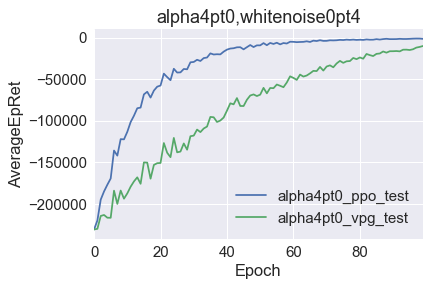 alpha4pt0,whitenoise0pt4
AverageEpRet
0
−50000
−100000
−150000
−200000
alpha4pt0_ppo_test
alpha4pt0_vpg_test
0 20 40 60 80
Epoch